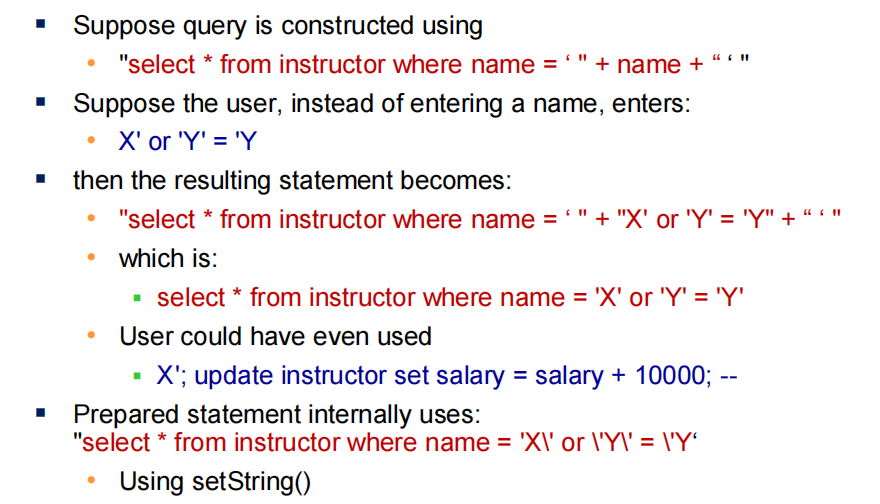 Suppose query is constructed using
"select * from instructor where name = ‘ " + name + “ ‘ "
Suppose the user, instead of entering a name, enters:
X' or 'Y' = 'Y
then the resulting statement becomes:
"select * from instructor where name = ‘ " + "X' or 'Y' = 'Y" + “ ‘ "
which is:
select * from instructor where name = 'X' or 'Y' = 'Y'
User could have even used
X'; update instructor set salary = salary + 10000; --
Prepared statement internally uses:
"select * from instructor where name = 'X\' or \'Y\' = \'Y‘
Using setString()